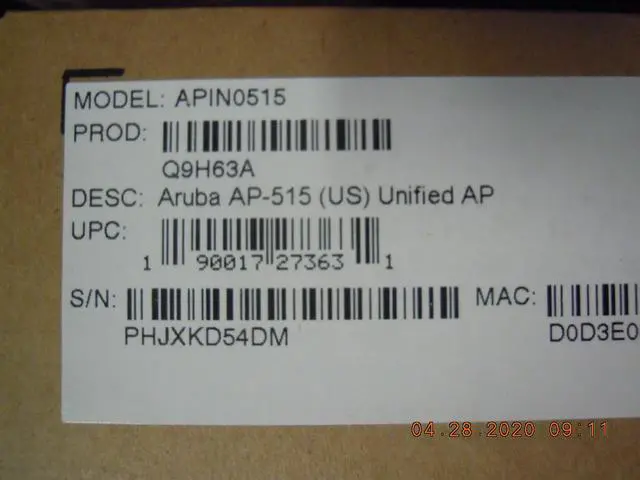 MODEL: APIN0515
PROD:
Q9H63A
DESC: Aruba AP-515 (US) Unified AP
UPC:
1 90017 27363 1
S/N: MAC:
PHJXKD54DM D0D3E0
04.28.2020 09:11